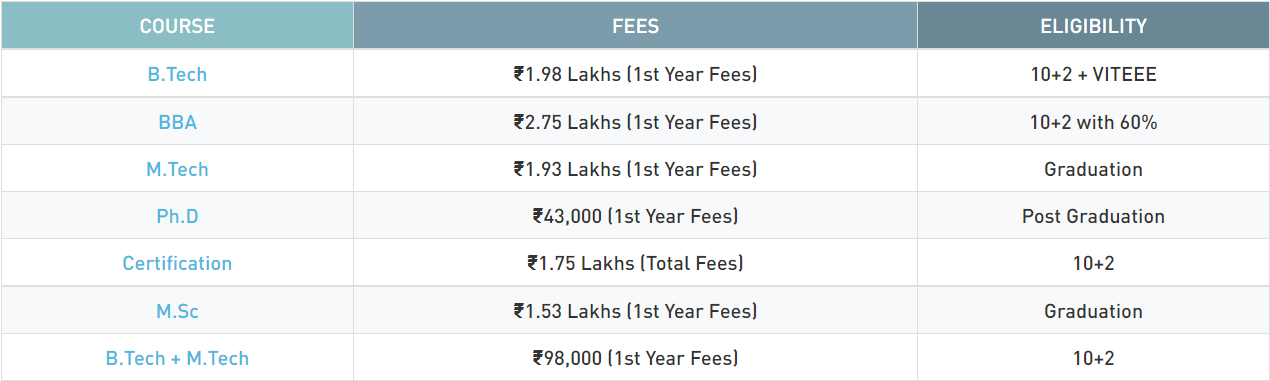 COURSE FEES ELIGIBILITY
B.Tech ₹1.98 Lakhs (1st Year Fees) 10+2 + VITEEE
BBA ₹2.75 Lakhs (1st Year Fees) 10+2 with 60%
M.Tech ₹1.93 Lakhs (1st Year Fees) Graduation
Ph.D ₹43,000 (1st Year Fees) Post Graduation
Certification ₹1.75 Lakhs (Total Fees) 10+2
M.Sc ₹1.53 Lakhs (1st Year Fees) Graduation
B.Tech + M.Tech ₹98,000 (1st Year Fees) 10+2